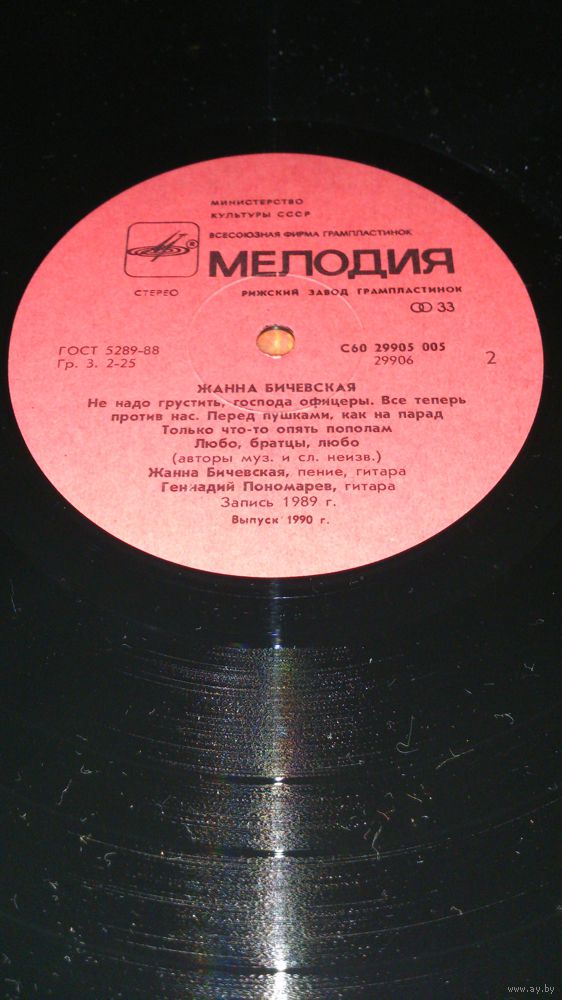 МИНИСТЕРСТВО
КУЛЬТУРЫ СССР
ВСЕСОЮЗНАЯ ФИРМА ГРАМПЛАСТИНОК
®
МЕЛОДИЯ
СТЕРЕО
РИЖСКИЙ ЗАВОД ГРАМПЛАСТИНОК
33
ГОСТ 5289-88
Гр. 3. 2-25
С60 29905 005
29906
2
ЖАННА БИЧЕВСКАЯ
Не надо грустить, господа офицеры. Все теперь
против нас. Перед пушками, как на парад
Только что-то опять пополам
Любо, братцы, любо
(авторы муз. и сл. неизв.)
Жанна Бичевская, пение, гитара
Геннадий Пономарев, гитара
Запись 1989 г.
Выпуск 1990 г.
www.ay.by